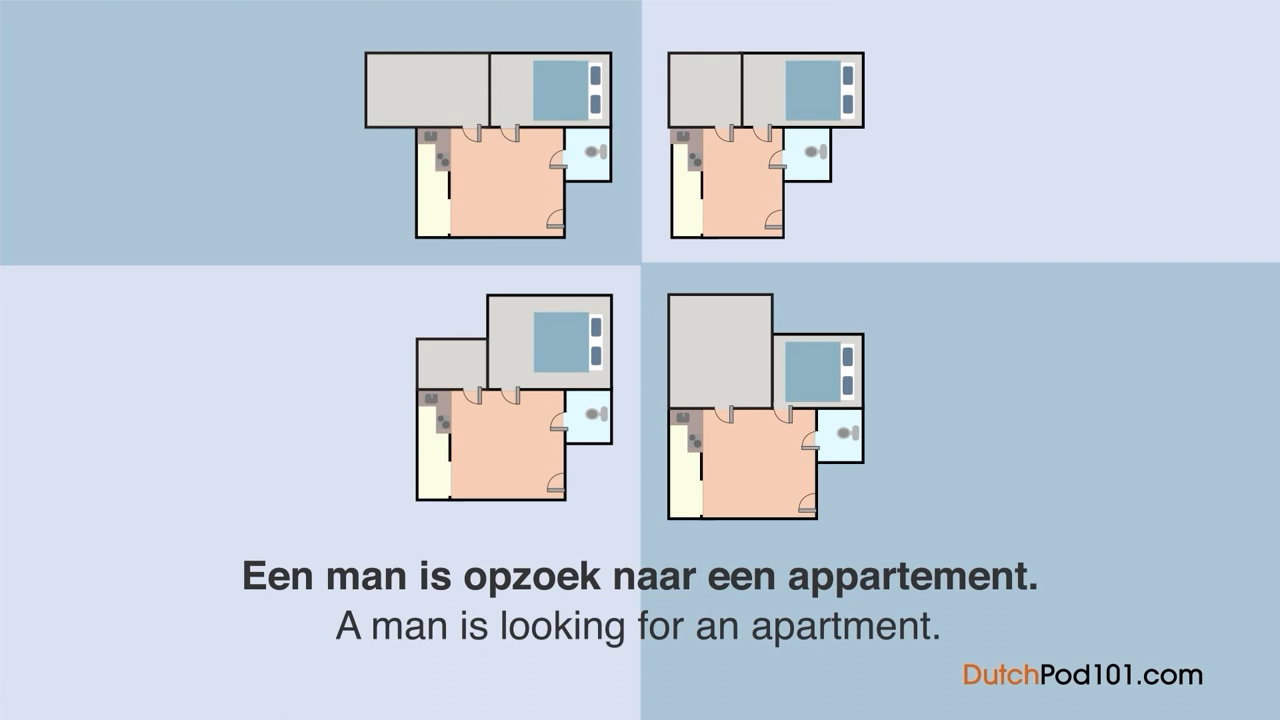 Een man is opzoek naar een appartement.
A man is looking for an apartment.
DutchPod101.com